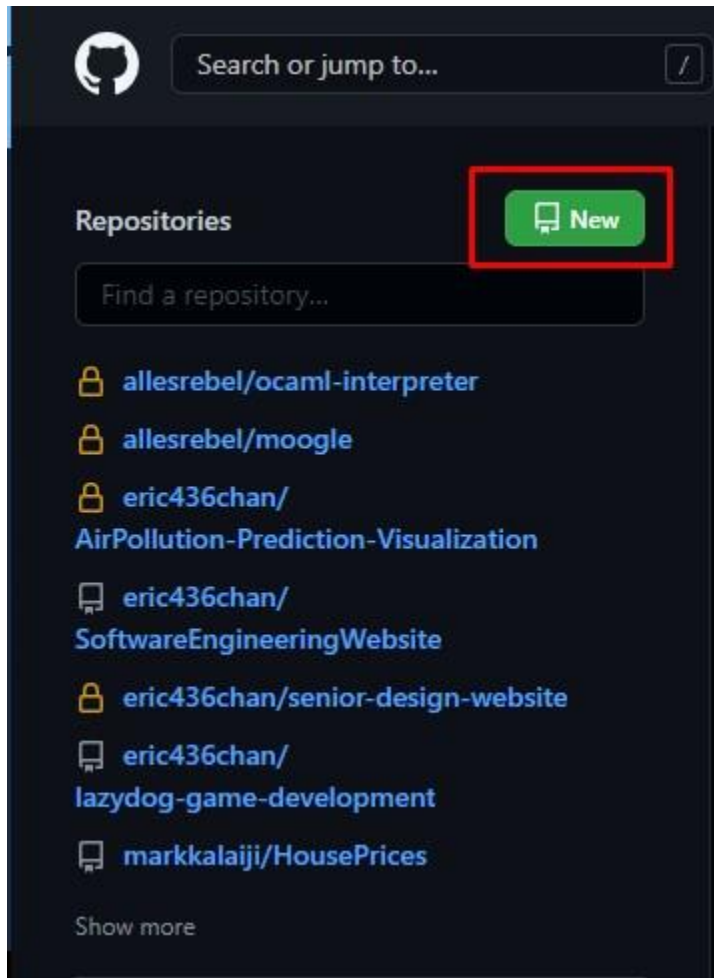 Search or jump to...
/
Repositories
New
Find a repository...
allesrebel/ocaml-interpreter
allesrebel/moogle
eric436chan/
AirPollution-Prediction-Visualization
eric436chan/
SoftwareEngineeringWebsite
eric436chan/senior-design-website
eric436chan/
lazydog-game-development
markkalaiji/HousePrices
Show more